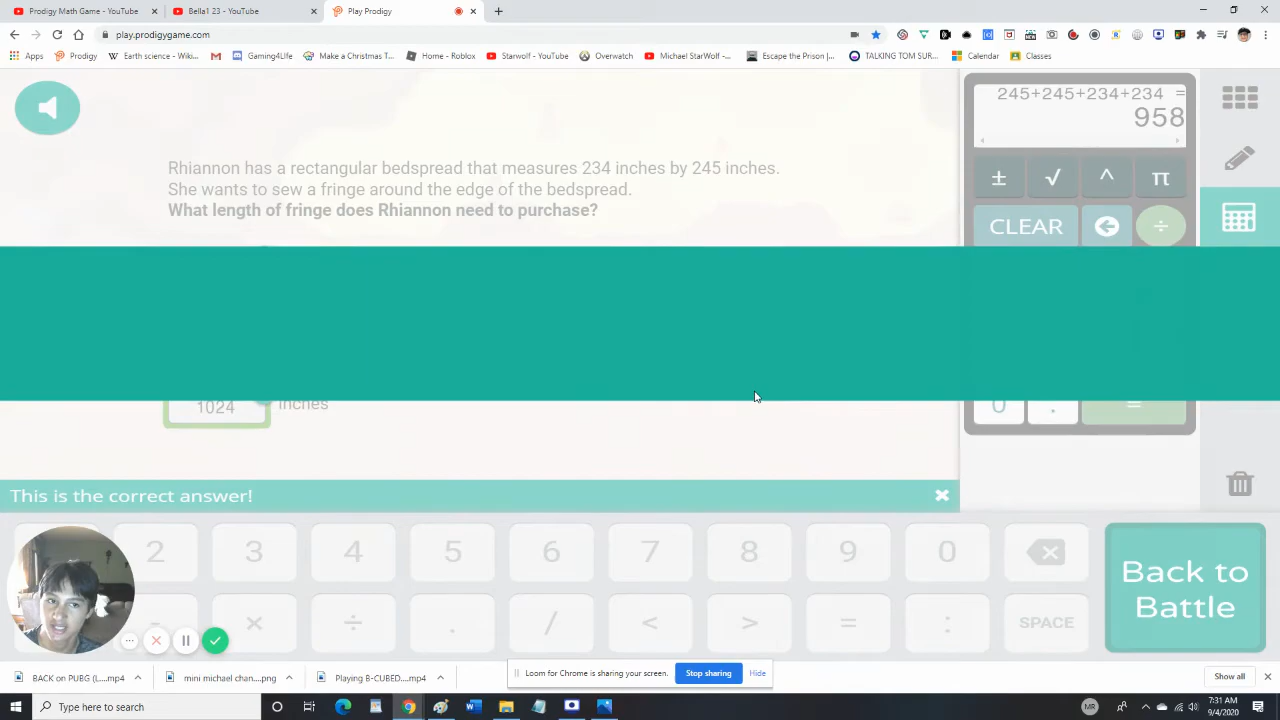 Prodigy Math Game - YouTube
Bella1 23 - YouTube
Play Prodigy
play.prodigygame.com
Apps
Prodigy
Earth science - Wiki...
Gaming4Life
Make a Christmas T...
Home - Roblox
Starwolf - YouTube
Overwatch
Michael StarWolf -...
Escape the Prison |...
TALKING TOM SUR...
Calendar
Classes
245+245+234+234 =
958
± √ ^ π
CLEAR ÷
Rhiannon has a rectangular bedspread that measures 234 inches by 245 inches.
She wants to sew a fringe around the edge of the bedspread.
What length of fringe does Rhiannon need to purchase?
1024 inches
0 . =
This is the correct answer!
2 3 4 5 6 7 8 9 0
- × ÷ . / < > = : SPACE
Back to
Battle
BACK on PUBG (L....mp4
mini michael chan....png
Playing B-CUBED....mp4
Loom for Chrome is sharing your screen.
Stop sharing
Hide
Show all
Type here to search
MR
7:31 AM
9/4/2020